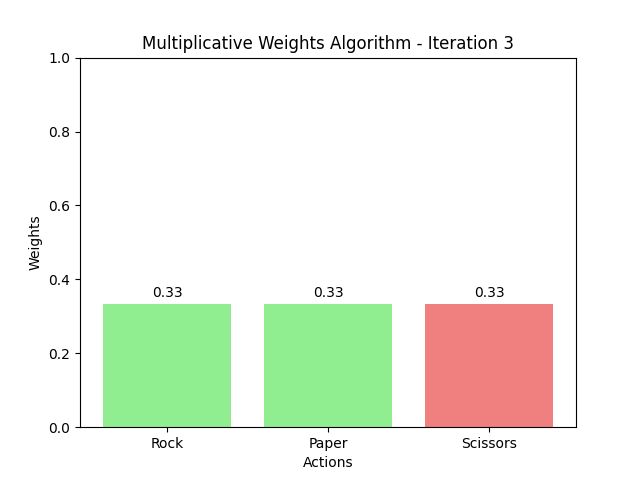 Multiplicative Weights Algorithm - Iteration 3
1.0
0.8
0.6
0.4
0.2
0.0
Weights
0.33 0.33 0.33
Rock Paper Scissors
Actions